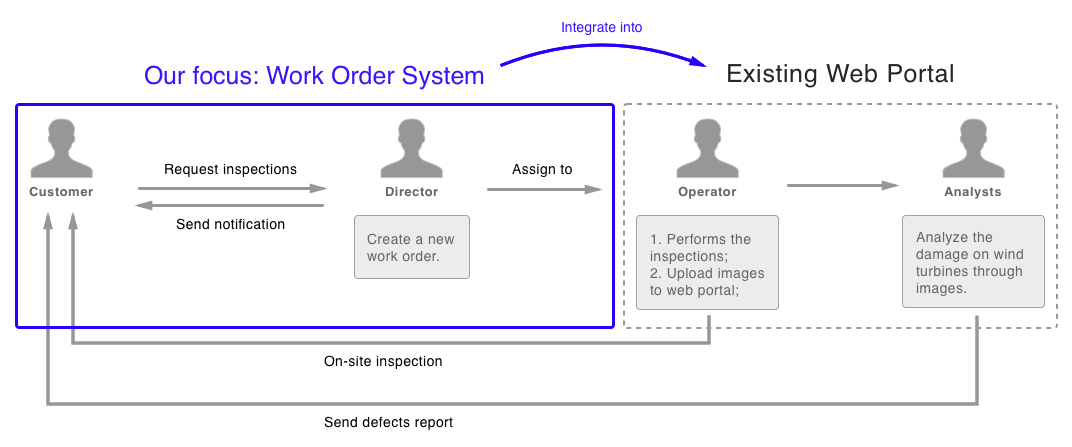 Integrate into
Our focus: Work Order System
Existing Web Portal
Customer
Request inspections
Send notification
Director
Create a new
work order.
Assign to
Operator
1. Performs the
inspections;
2. Upload images
to web portal;
Analysts
Analyze the
damage on wind
turbines through
images.
On-site inspection
Send defects report